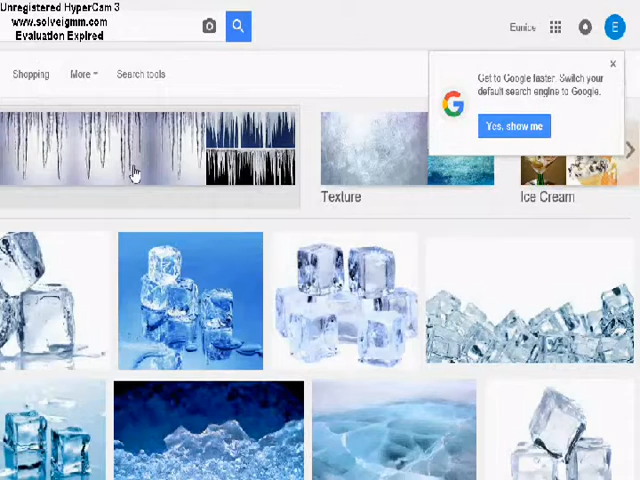 Unregistered HyperCam 3
www.solveigmm.com
Evaluation Expired
Eunice
E
Shopping
More
Search tools
Get to Google faster. Switch your
default search engine to Google.
Yes, show me
Texture
Ice Cream